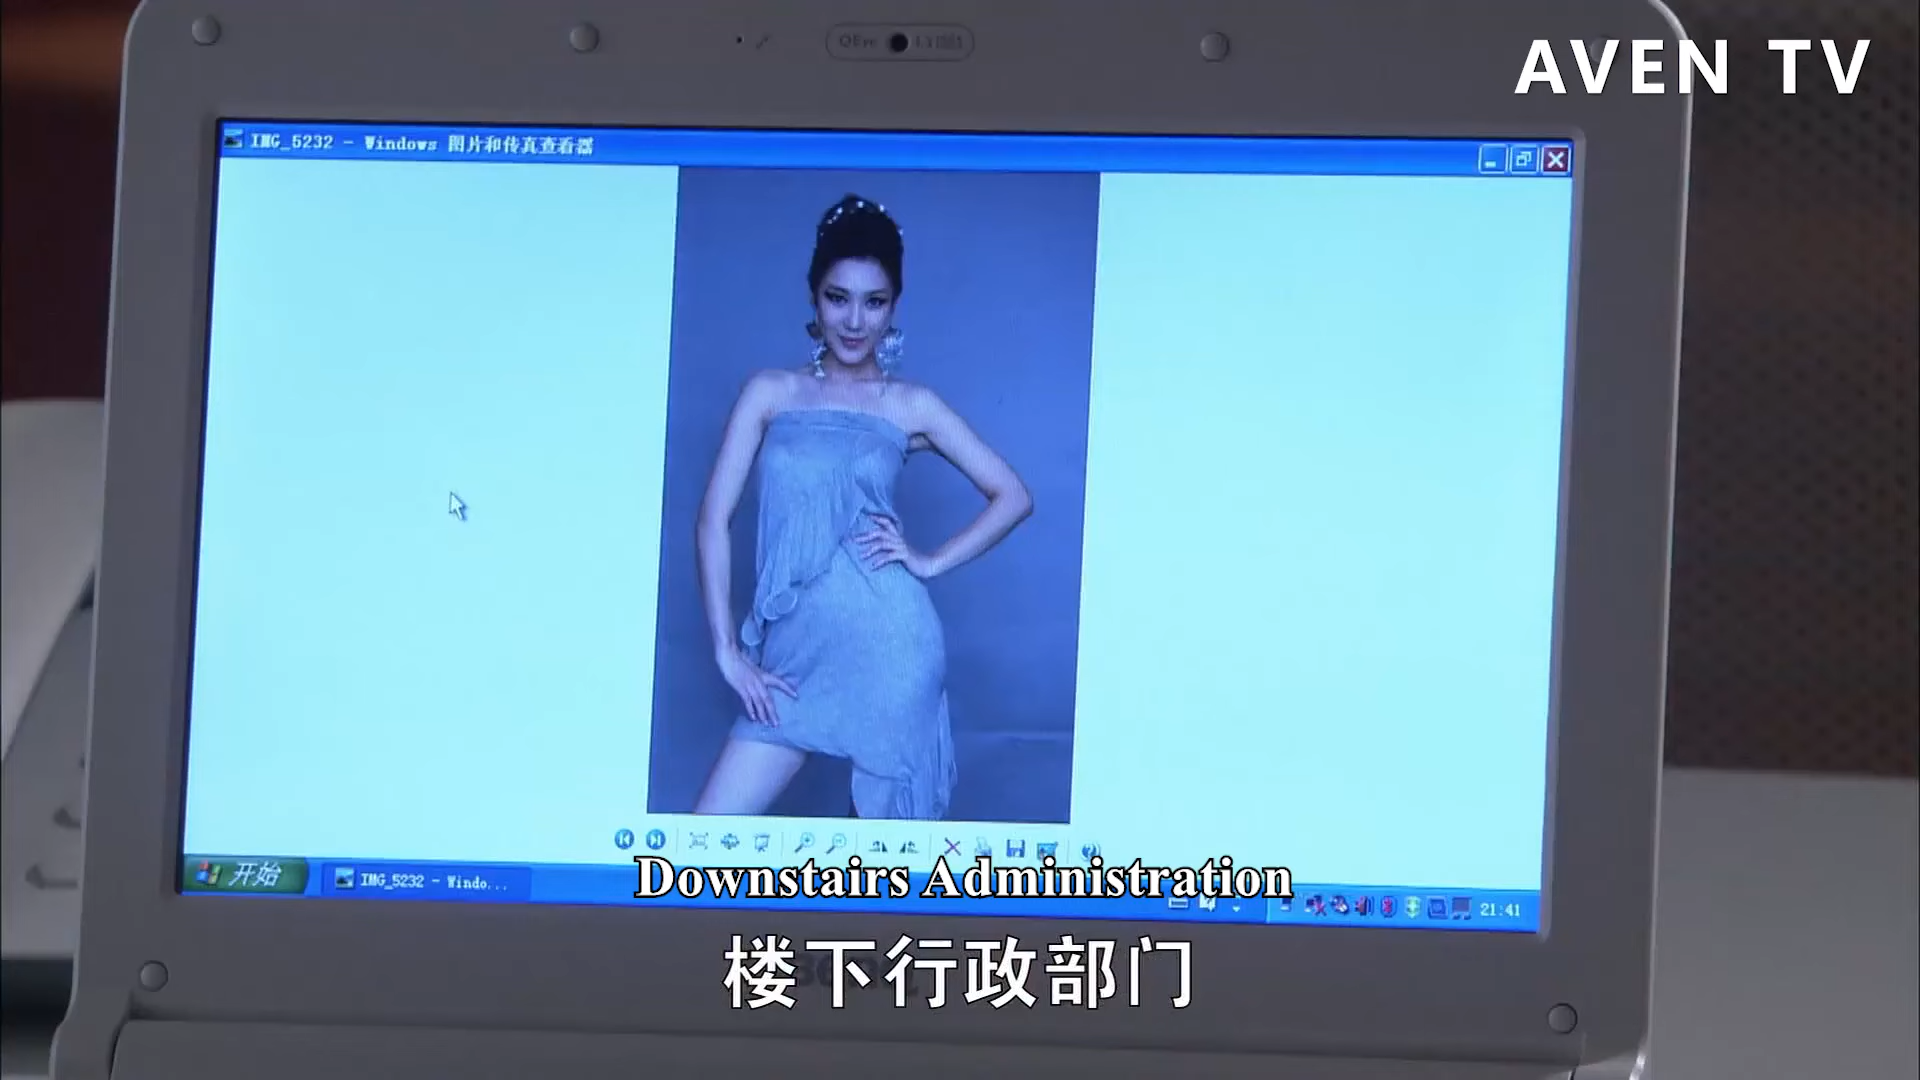 AVEN TV
IMG_5232 - Windows 图片和传真查看器
开始
IMG_5232 - Windo...
21:41
Downstairs Administration
楼下行政部门